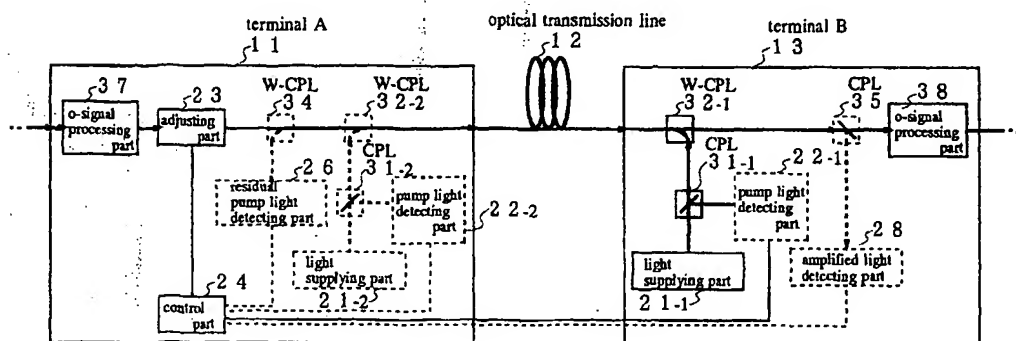 optical transmission line
terminal A
1 1
1 2
terminal B
1 3
3 7
o-signal
processing
part
2 3
adjusting
part
W-CPL
3 4
W-CPL
3 2-2
W-CPL
3 2-1
CPL
3 5
3 8
o-signal
processing
part
2 6
residual
pump light
detecting part
CPL
3 1-2
pump light
detecting
part
2 2-2
CPL
3 1-1
2 2-1
pump light
detecting
part
light
supplying part
2 1-2
light
supplying part
2 1-1
2 8
amplified light
detecting part
2 4
control
part